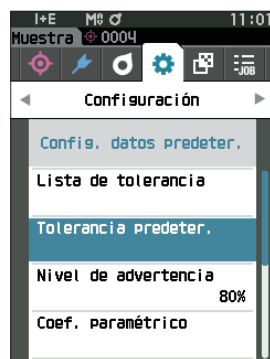 I+E M0 11:01
Muestra 0004
JOB
Configuración
Config. datos predeter.
Lista de tolerancia
Tolerancia predeter.
Nivel de advertencia
80%
Coef. paramétrico